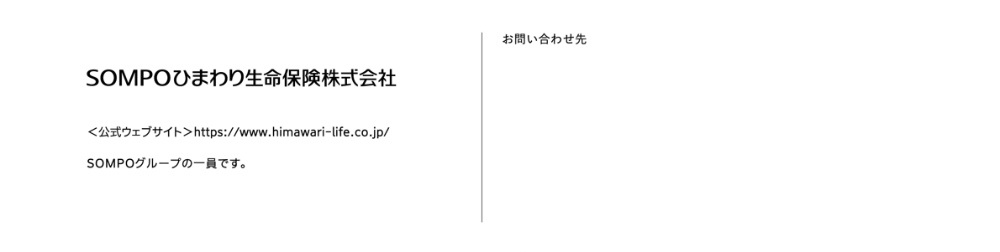 SOMPOひまわり生命保険株式会社
＜公式ウェブサイト＞https://www.himawari-life.co.jp/
SOMPOグループの一員です。
お問い合わせ先